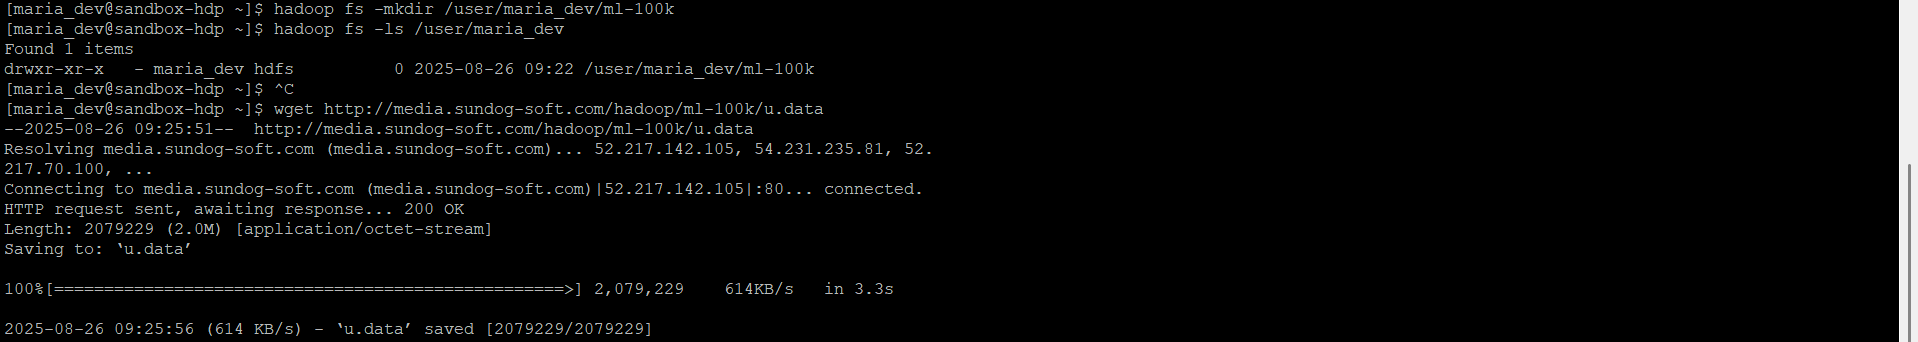 [maria_dev@sandbox-hdp ~]$ hadoop fs -mkdir /user/maria_dev/ml-100k
[maria_dev@sandbox-hdp ~]$ hadoop fs -ls /user/maria_dev
Found 1 items
drwxr-xr-x   - maria_dev hdfs          0 2025-08-26 09:22 /user/maria_dev/ml-100k
[maria_dev@sandbox-hdp ~]$ ^C
[maria_dev@sandbox-hdp ~]$ wget http://media.sundog-soft.com/hadoop/ml-100k/u.data
--2025-08-26 09:25:51--  http://media.sundog-soft.com/hadoop/ml-100k/u.data
Resolving media.sundog-soft.com (media.sundog-soft.com)... 52.217.142.105, 54.231.235.81, 52.
217.70.100, ...
Connecting to media.sundog-soft.com (media.sundog-soft.com)|52.217.142.105|:80... connected.
HTTP request sent, awaiting response... 200 OK
Length: 2079229 (2.0M) [application/octet-stream]
Saving to: ‘u.data’
100%[===================================================>] 2,079,229    614KB/s   in 3.3s
2025-08-26 09:25:56 (614 KB/s) - ‘u.data’ saved [2079229/2079229]